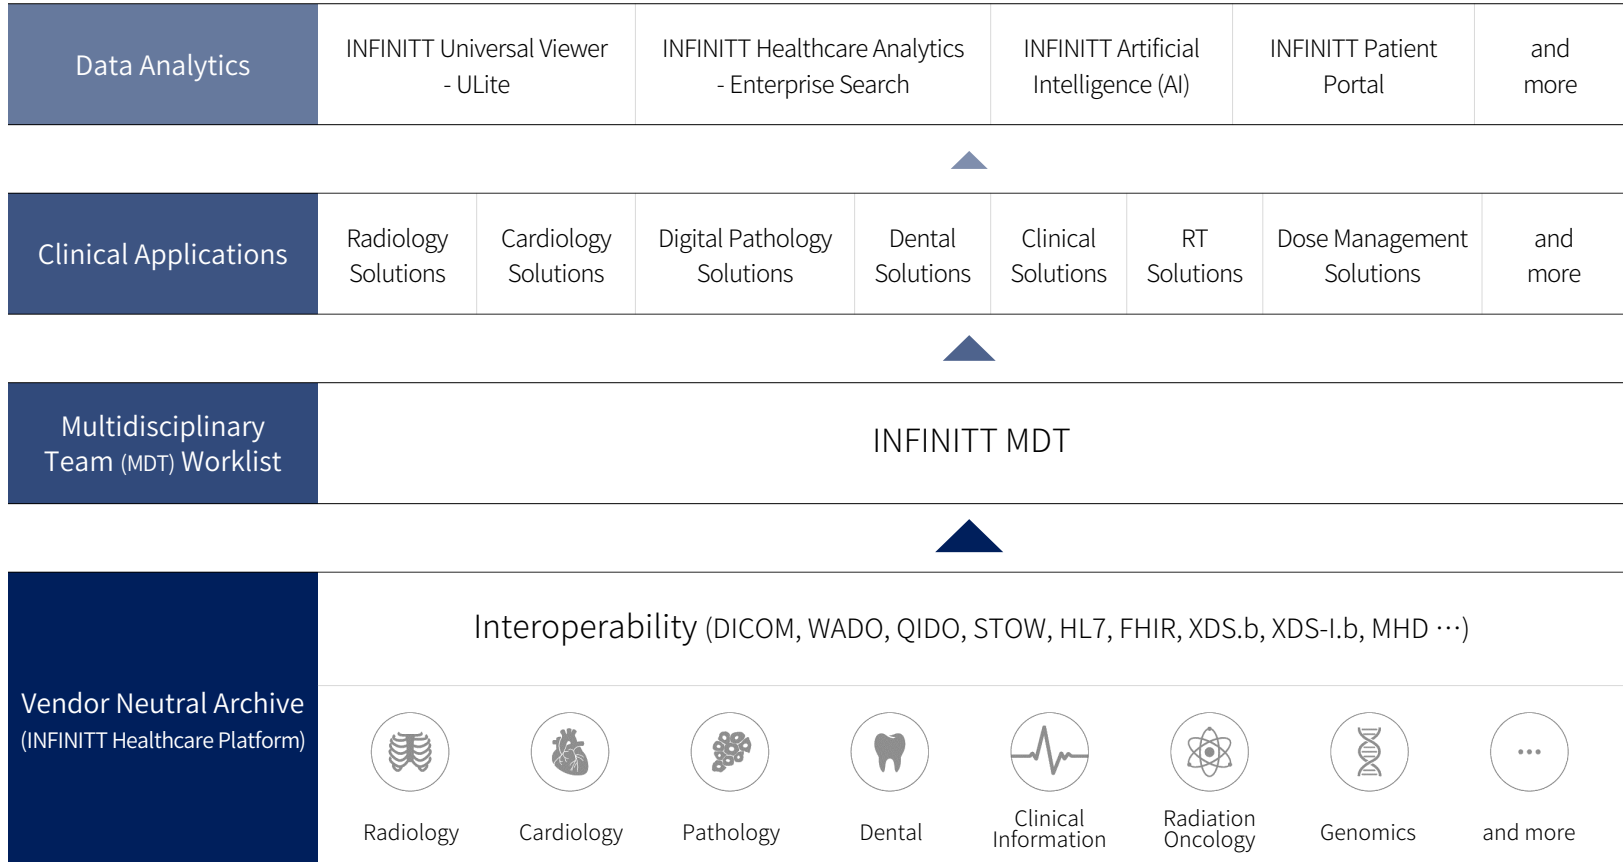 Data Analytics
INFINITT Universal Viewer
- ULite
INFINITT Healthcare Analytics
- Enterprise Search
INFINITT Artificial
Intelligence (AI)
INFINITT Patient
Portal
and
more
Clinical Applications
Radiology
Solutions
Cardiology
Solutions
Digital Pathology
Solutions
Dental
Solutions
Clinical
Solutions
RT
Solutions
Dose Management
Solutions
and
more
Multidisciplinary
Team (MDT) Worklist
INFINITT MDT
Vendor Neutral Archive
(INFINITT Healthcare Platform)
Interoperability (DICOM, WADO, QIDO, STOW, HL7, FHIR, XDS.b, XDS-I.b, MHD ⋯)
Radiology
Cardiology
Pathology
Dental
Clinical
Information
Radiation
Oncology
Genomics
and more